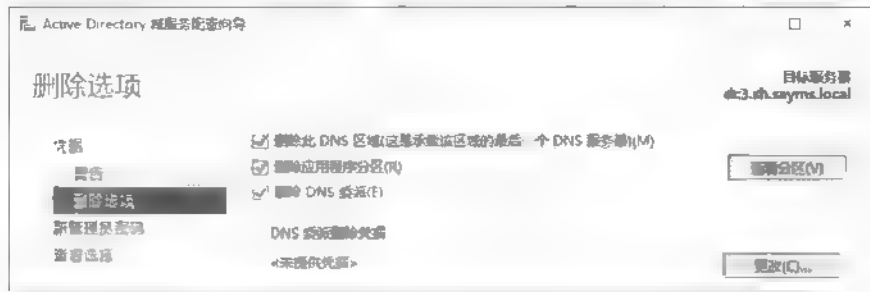 Active Directory 域服务配置向导
删除选项
目标服务器
dc3.sh.sayms.local
凭据
警告
删除选项
新管理员密码
查看选项
删除此 DNS 区域(这是承载该区域的最后一个 DNS 服务器)(M)
删除应用程序分区(R)
删除 DNS 委派(E)
查看分区(V)
DNS 委派删除凭据
<未提供凭据>
更改(C)...